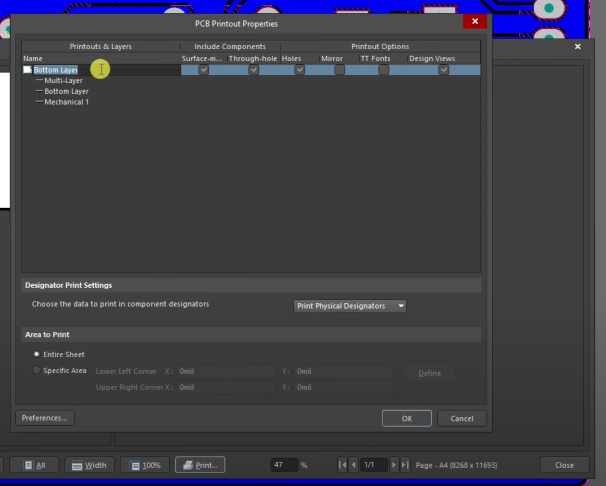 PCB Printout Properties
Printouts & Layers Include Components Printout Options
Name Surface-m... Through-hole Holes Mirror TT Fonts Design Views
Bottom Layer
Multi-Layer
Bottom Layer
Mechanical 1
Designator Print Settings
Choose the data to print in component designators Print Physical Designators
Area to Print
Entire Sheet
Specific Area Lower Left Corner X: 0mil Y: 0mil Define
Upper Right Corner X: 0mil Y: 0mil
Preferences... OK Cancel
All Width 100% Print... 47 % 1/1 Page - A4 (8268 x 11693) Close